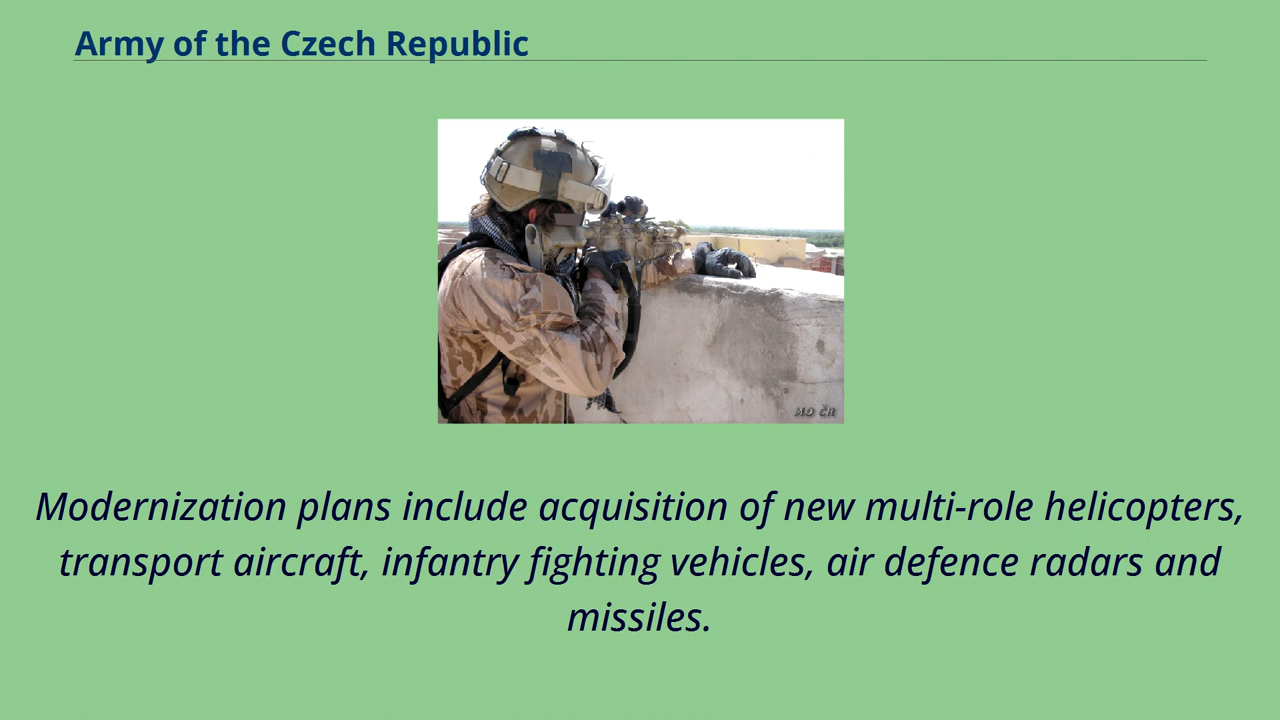 Army of the Czech Republic
MO ČR
Modernization plans include acquisition of new multi-role helicopters,
transport aircraft, infantry fighting vehicles, air defence radars and
missiles.